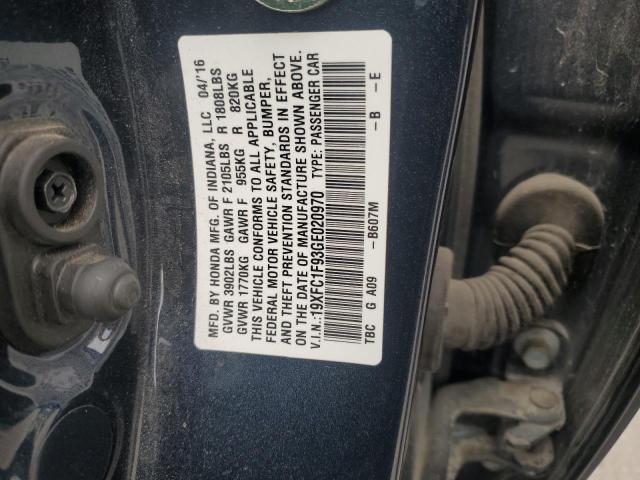 MFD. BY HONDA MFG. OF INDIANA, LLC 04/'16
GVWR 3902LBS GAWR F 2105LBS R 1808LBS
GVWR 1770KG GAWR F 955KG R 820KG
THIS VEHICLE CONFORMS TO ALL APPLICABLE
FEDERAL MOTOR VEHICLE SAFETY, BUMPER,
AND THEFT PREVENTION STANDARDS IN EFFECT
ON THE DATE OF MANUFACTURE SHOWN ABOVE.
V.I.N.:19XFC1F93GE020970 TYPE: PASSENGER CAR
TBC G A09 -B607M -B -E